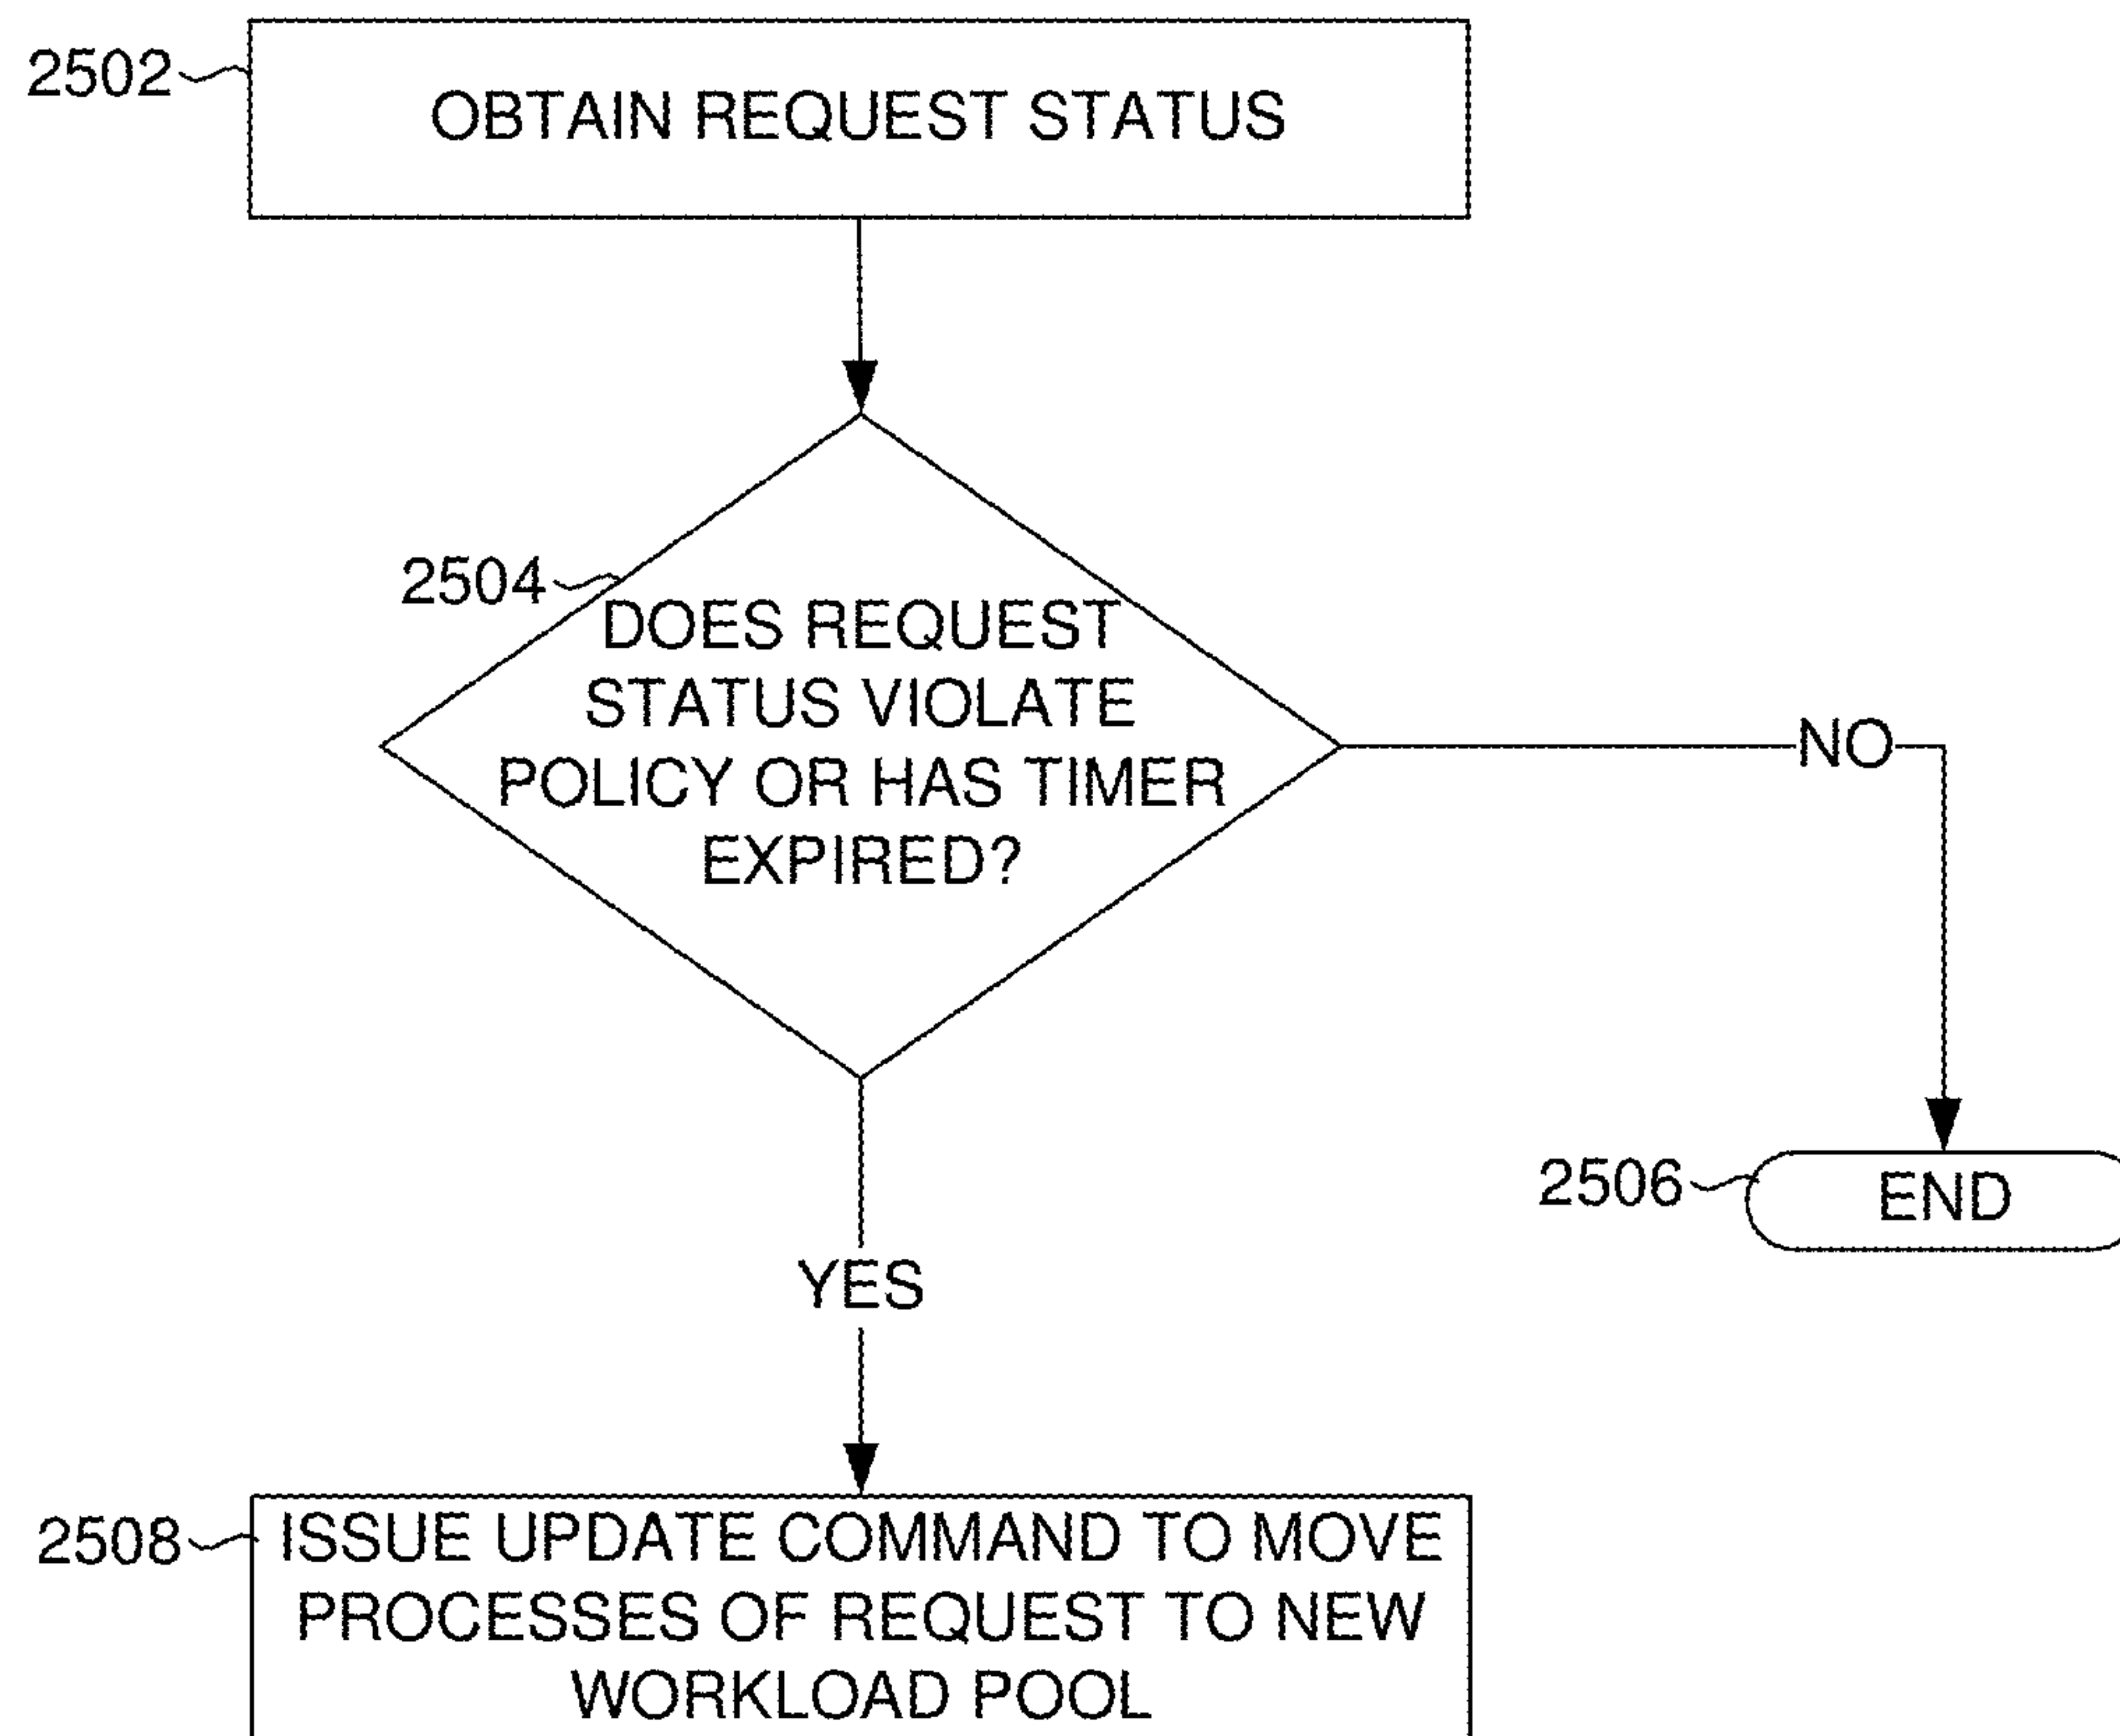 2502
OBTAIN REQUEST STATUS
2504
DOES REQUEST
STATUS VIOLATE
POLICY OR HAS TIMER
EXPIRED?
NO
2506
END
YES
2508
ISSUE UPDATE COMMAND TO MOVE
PROCESSES OF REQUEST TO NEW
WORKLOAD POOL